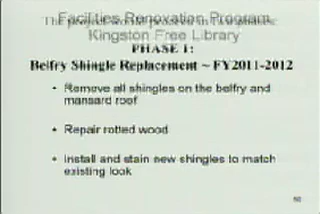 Facilities Renovation Program
Kingston Free Library
PHASE 1:
Belfry Shingle Replacement ~ FY2011-2012
• Remove all shingles on the belfry and
mansard roof
• Repair rotted wood
• Install and stain new shingles to match
existing look